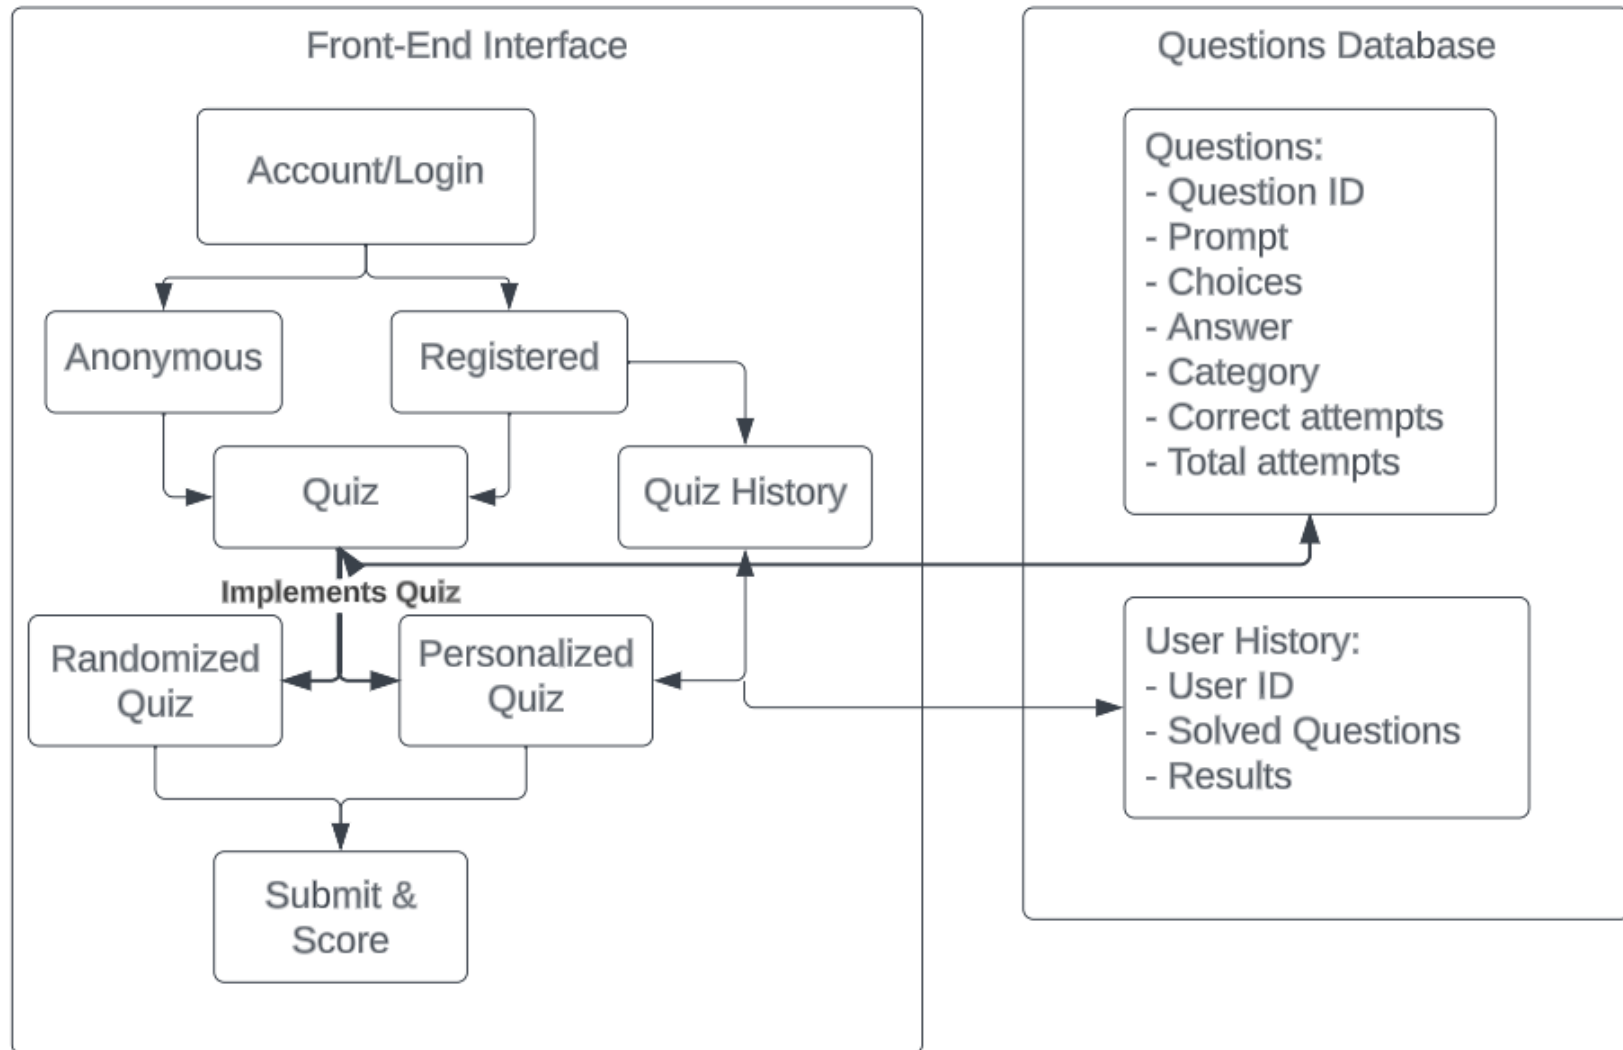 Front-End Interface
Account/Login
Anonymous
Registered
Quiz
Quiz History
Implements Quiz
Randomized
Quiz
Personalized
Quiz
Submit &
Score
Questions Database
Questions:
- Question ID
- Prompt
- Choices
- Answer
- Category
- Correct attempts
- Total attempts
User History:
- User ID
- Solved Questions
- Results